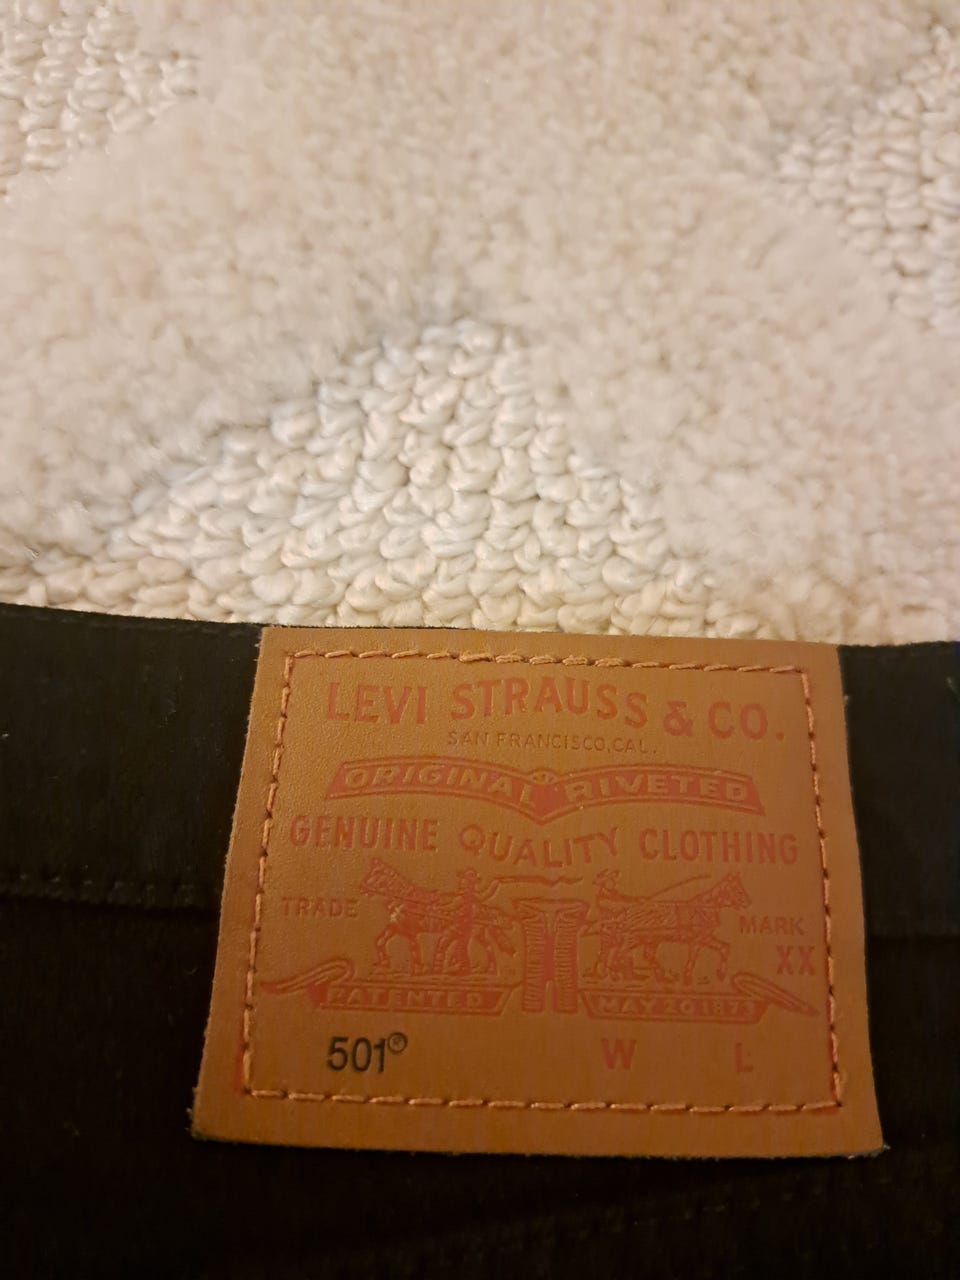 LEVI STRAUSS & CO.
SAN FRANCISCO, CAL.
ORIGINAL RIVETED
GENUINE QUALITY CLOTHING
TRADE MARK
XX
PATENTED MAY 20 1873
501® W L